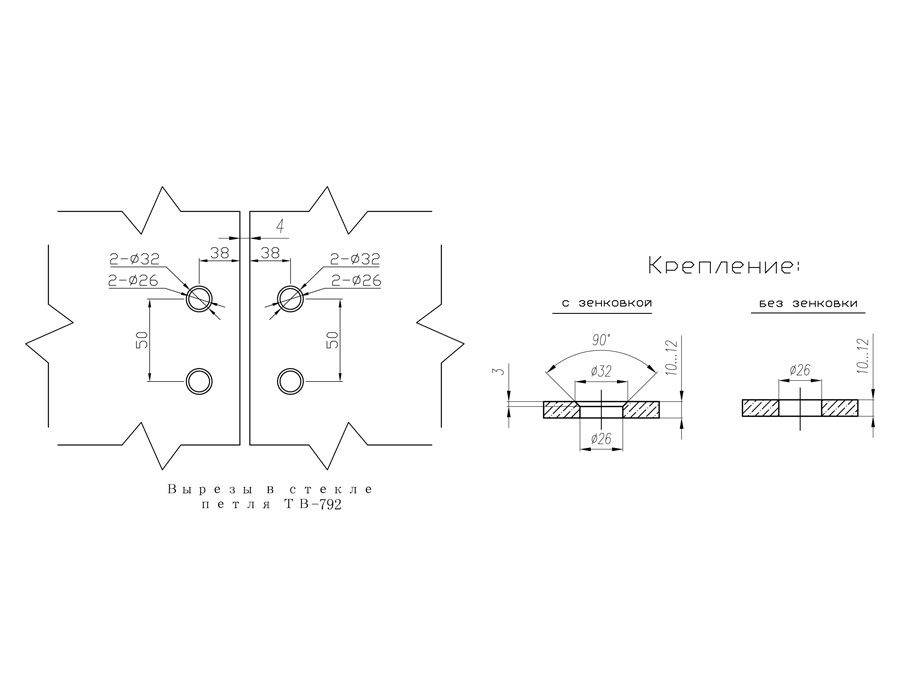 4
38 38
2-Ø32 2-Ø32
2-Ø26 2-Ø26
50 50
Вырезы в стекле
петля ТВ-792
Крепление:
с зенковкой
без зенковки
90°
3
Ø32
10...12
Ø26
Ø26
10...12